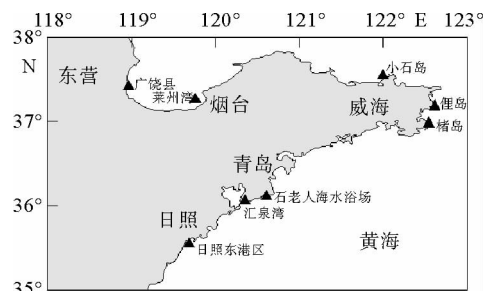 118° 119° 120° 121° 122° E 123°
38°
N
小石岛
东营
广饶县
莱州湾
烟台
威海
俚岛
37°
楮岛
青岛
36°
石老人海水浴场
汇泉湾
日照
日照东港区
黄海
35°